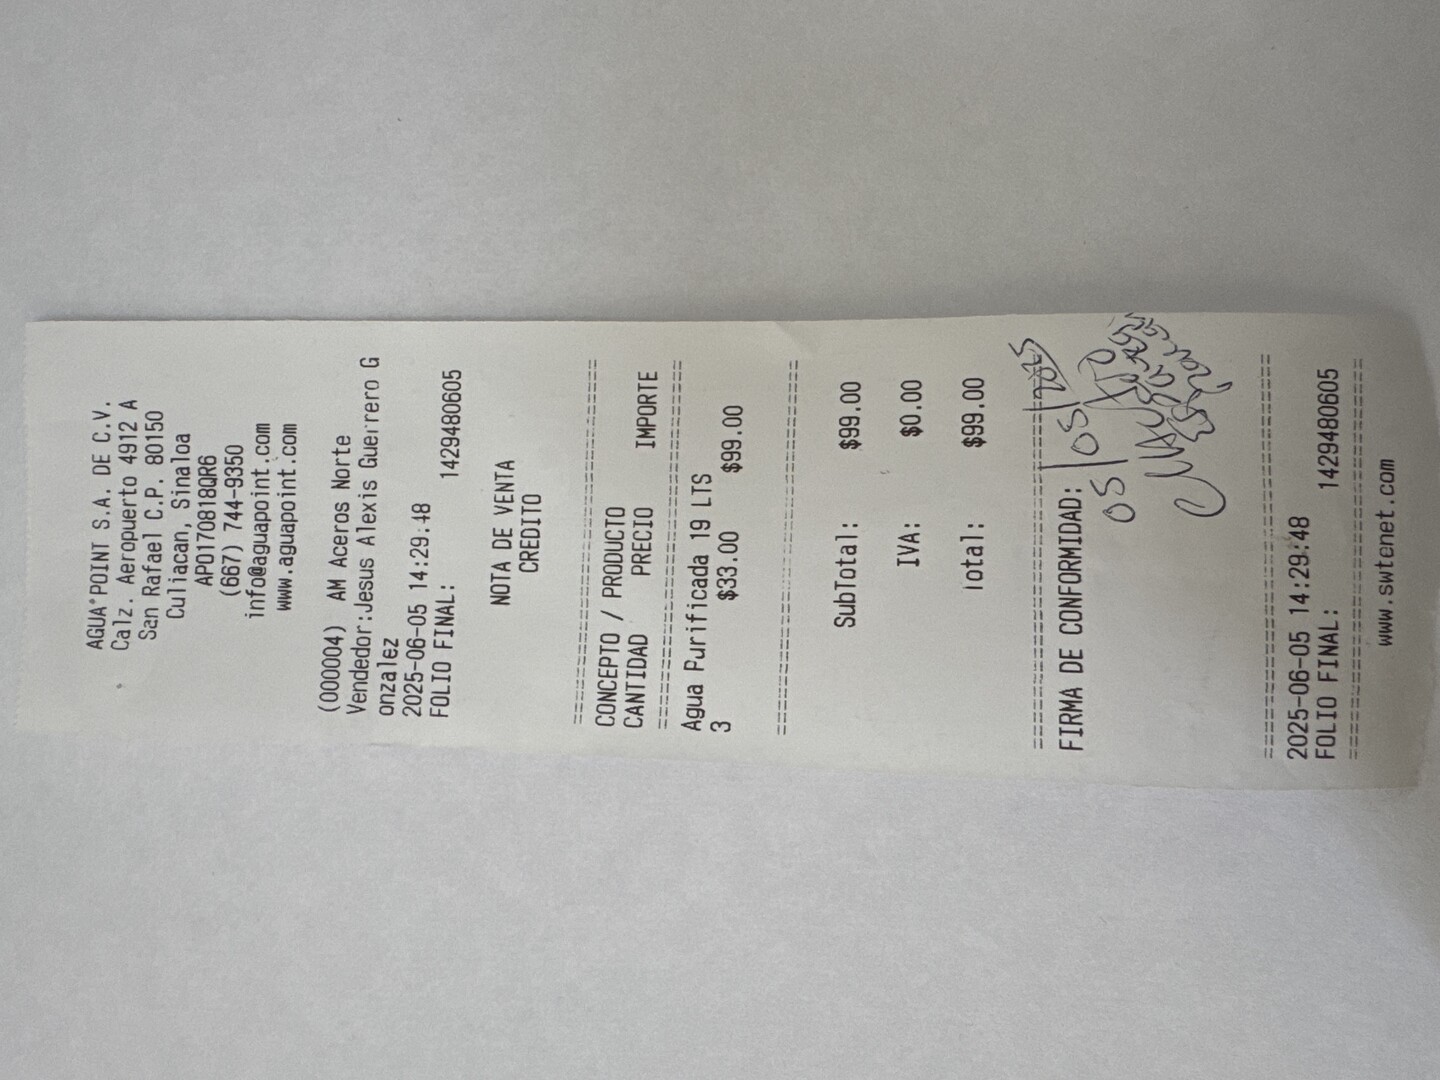 AGUA*POINT S.A. DE C.V.
Calz. Aeropuerto 4912 A
San Rafael C.P. 80150
Culiacan, Sinaloa
APO170818QR6
(667) 744-9350
info@aguapoint.com
www.aguapoint.com
(000004) AM Aceros Norte
Vendedor:Jesus Alexis Guerrero G
onzalez
2025-06-05 14:29:48
FOLIO FINAL: 1429480605
NOTA DE VENTA
CREDITO
================================
CONCEPTO / PRODUCTO
CANTIDAD PRECIO IMPORTE
================================
Agua Purificada 19 LTS
3 $33.00 $99.00
================================
SubTotal: $99.00
IVA: $0.00
Total: $99.00
================================
FIRMA DE CONFORMIDAD:
================================
2025-06-05 14:29:48
FOLIO FINAL: 1429480605
================================
www.swtenet.com